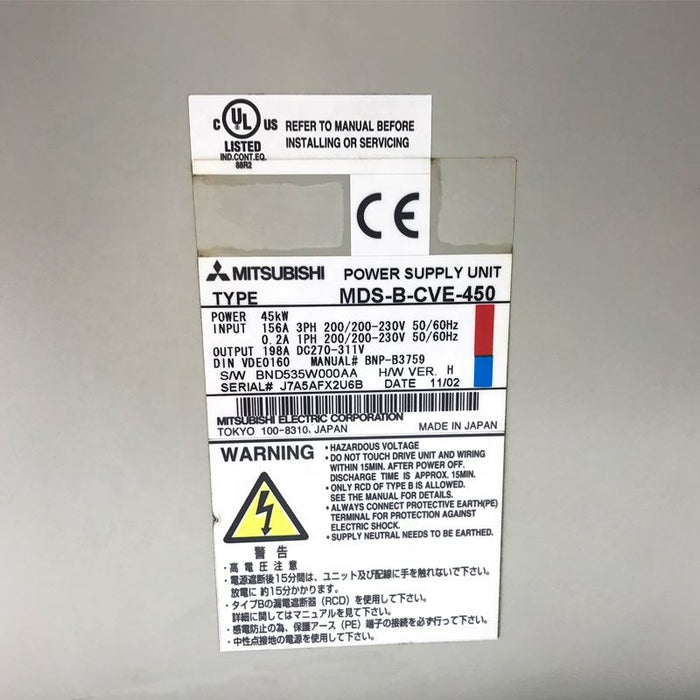 C UL US
LISTED
IND.CONT.EQ.
88R2
REFER TO MANUAL BEFORE
INSTALLING OR SERVICING
CE
MITSUBISHI POWER SUPPLY UNIT
TYPE MDS-B-CVE-450
POWER 45kW
INPUT 156A 3PH 200/200-230V 50/60Hz
0.2A 1PH 200/200-230V 50/60Hz
OUTPUT 198A DC270-311V
DIN VDE0160 MANUAL# BNP-B3759
S/W BND535W000AA H/W VER. H
SERIAL# J7A5AFX2U6B DATE 11/02
MITSUBISHI ELECTRIC CORPORATION
TOKYO 100-8310, JAPAN MADE IN JAPAN
WARNING
・HAZARDOUS VOLTAGE
・DO NOT TOUCH DRIVE UNIT AND WIRING
WITHIN 15MIN. AFTER POWER OFF.
DISCHARGE TIME IS APPROX. 15MIN.
・ONLY RCD OF TYPE B IS ALLOWED.
SEE THE MANUAL FOR DETAILS.
・ALWAYS CONNECT PROTECTIVE EARTH(PE)
TERMINAL FOR PROTECTION AGAINST
ELECTRIC SHOCK.
・SUPPLY NEUTRAL NEEDS TO BE EARTHED.
警告
・高電圧注意
・電源遮断後15分間は、ユニット及び配線に手を触れないで下さい。
放電に約15分かかります。
・タイプBの漏電遮断器（RCD）を使用して下さい。
詳細に関してはマニュアルを見て下さい。
・感電防止の為、保護アース（PE）端子の接続を必ず行って下さい。
・中性点接地の電源を使用して下さい。